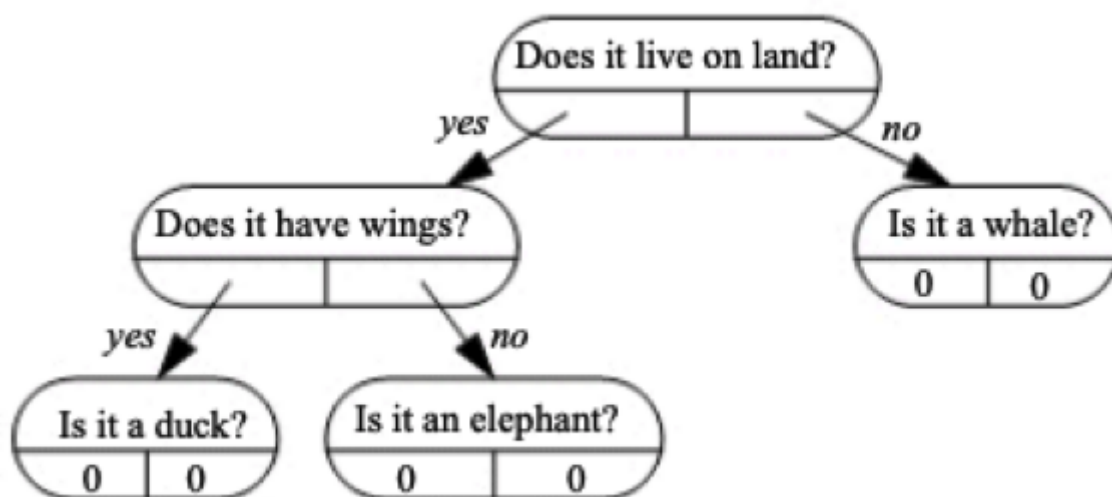 Does it live on land?
yes
no
Does it have wings?
Is it a whale?
0 0
yes
no
Is it a duck?
Is it an elephant?
0 0
0 0